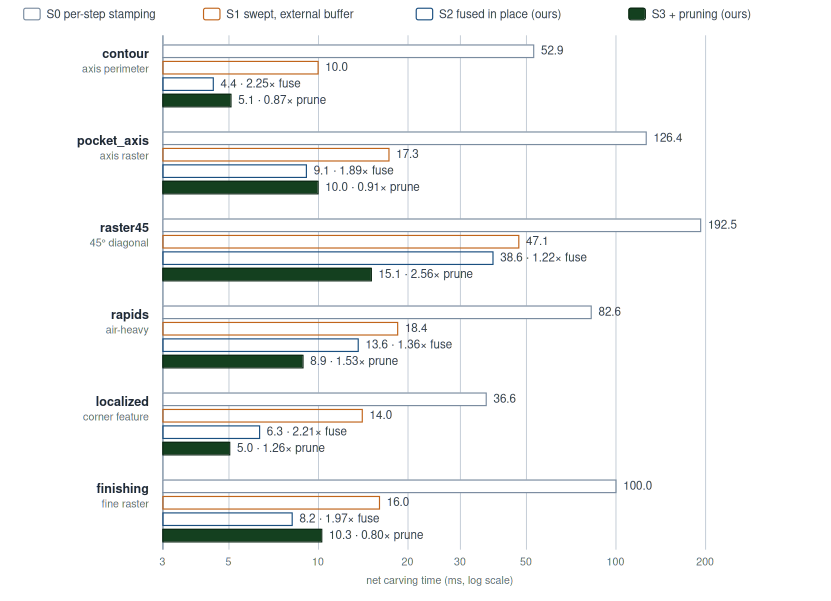 S0 per-step stamping
S1 swept, external buffer
S2 fused in place (ours)
S3 + pruning (ours)
contour
axis perimeter
52.9
10.0
4.4 · 2.25× fuse
5.1 · 0.87× prune
pocket_axis
axis raster
126.4
17.3
9.1 · 1.89× fuse
10.0 · 0.91× prune
raster45
45° diagonal
192.5
47.1
38.6 · 1.22× fuse
15.1 · 2.56× prune
rapids
air-heavy
82.6
18.4
13.6 · 1.36× fuse
8.9 · 1.53× prune
localized
corner feature
36.6
14.0
6.3 · 2.21× fuse
5.0 · 1.26× prune
finishing
fine raster
100.0
16.0
8.2 · 1.97× fuse
10.3 · 0.80× prune
3 5 10 20 30 50 100 200
net carving time (ms, log scale)